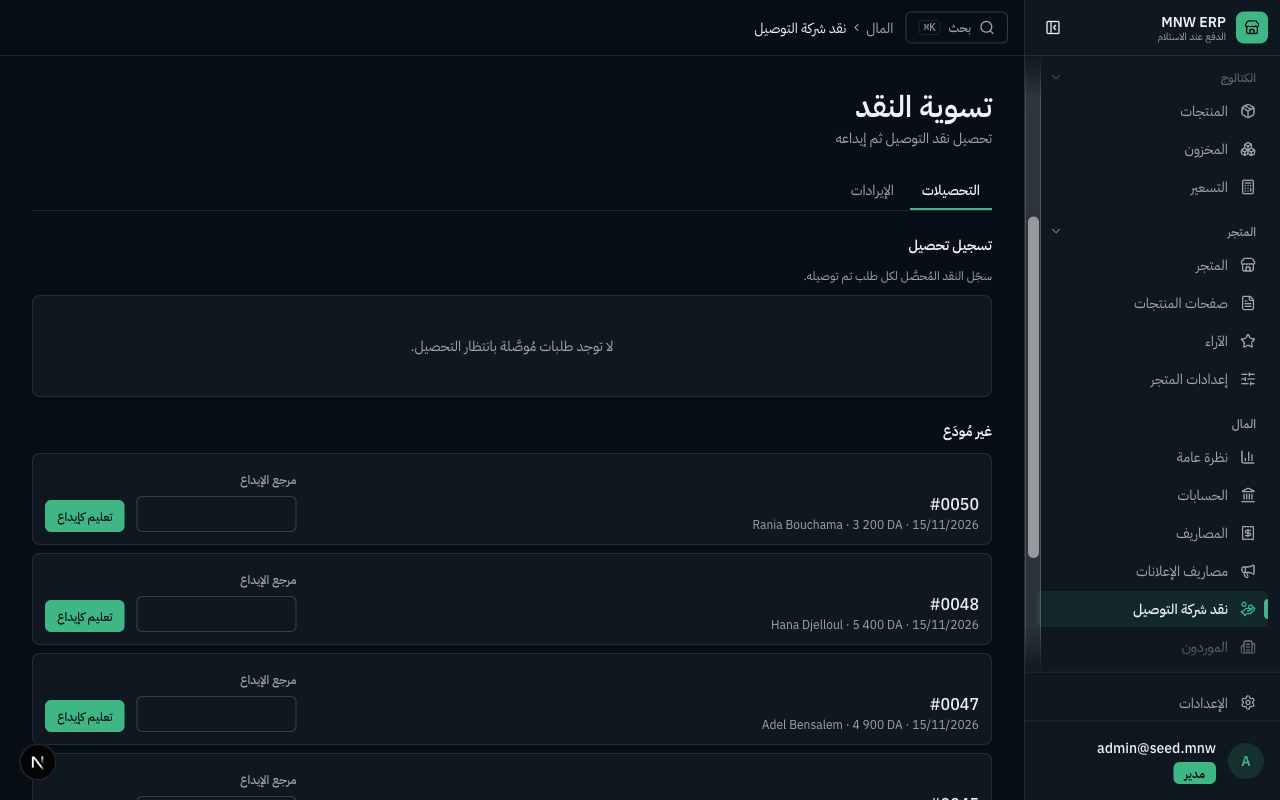 MNW ERP
الدفع عند الاستلام
الكتالوج
المنتجات
المخزون
التسعير
المتجر
المتجر
صفحات المنتجات
الآراء
إعدادات المتجر
المال
نظرة عامة
الحسابات
المصاريف
مصاريف الإعلانات
نقد شركة التوصيل
الموردون
الإعدادات
admin@seed.mnw
A
مدير
بحث ⌘K
المال › نقد شركة التوصيل
تسوية النقد
تحصيل نقد التوصيل ثم إيداعه
التحصيلات
الإيرادات
تسجيل تحصيل
سجّل النقد المُحصَّل لكل طلب تم توصيله.
لا توجد طلبات مُوصَّلة بانتظار التحصيل.
غير مُودَع
#0050
Rania Bouchama · 3 200 DA · 15/11/2026
مرجع الإيداع
تعليم كإيداع
#0048
Hana Djelloul · 5 400 DA · 15/11/2026
مرجع الإيداع
تعليم كإيداع
#0047
Adel Bensalem · 4 900 DA · 15/11/2026
مرجع الإيداع
تعليم كإيداع
مرجع الإيداع
N